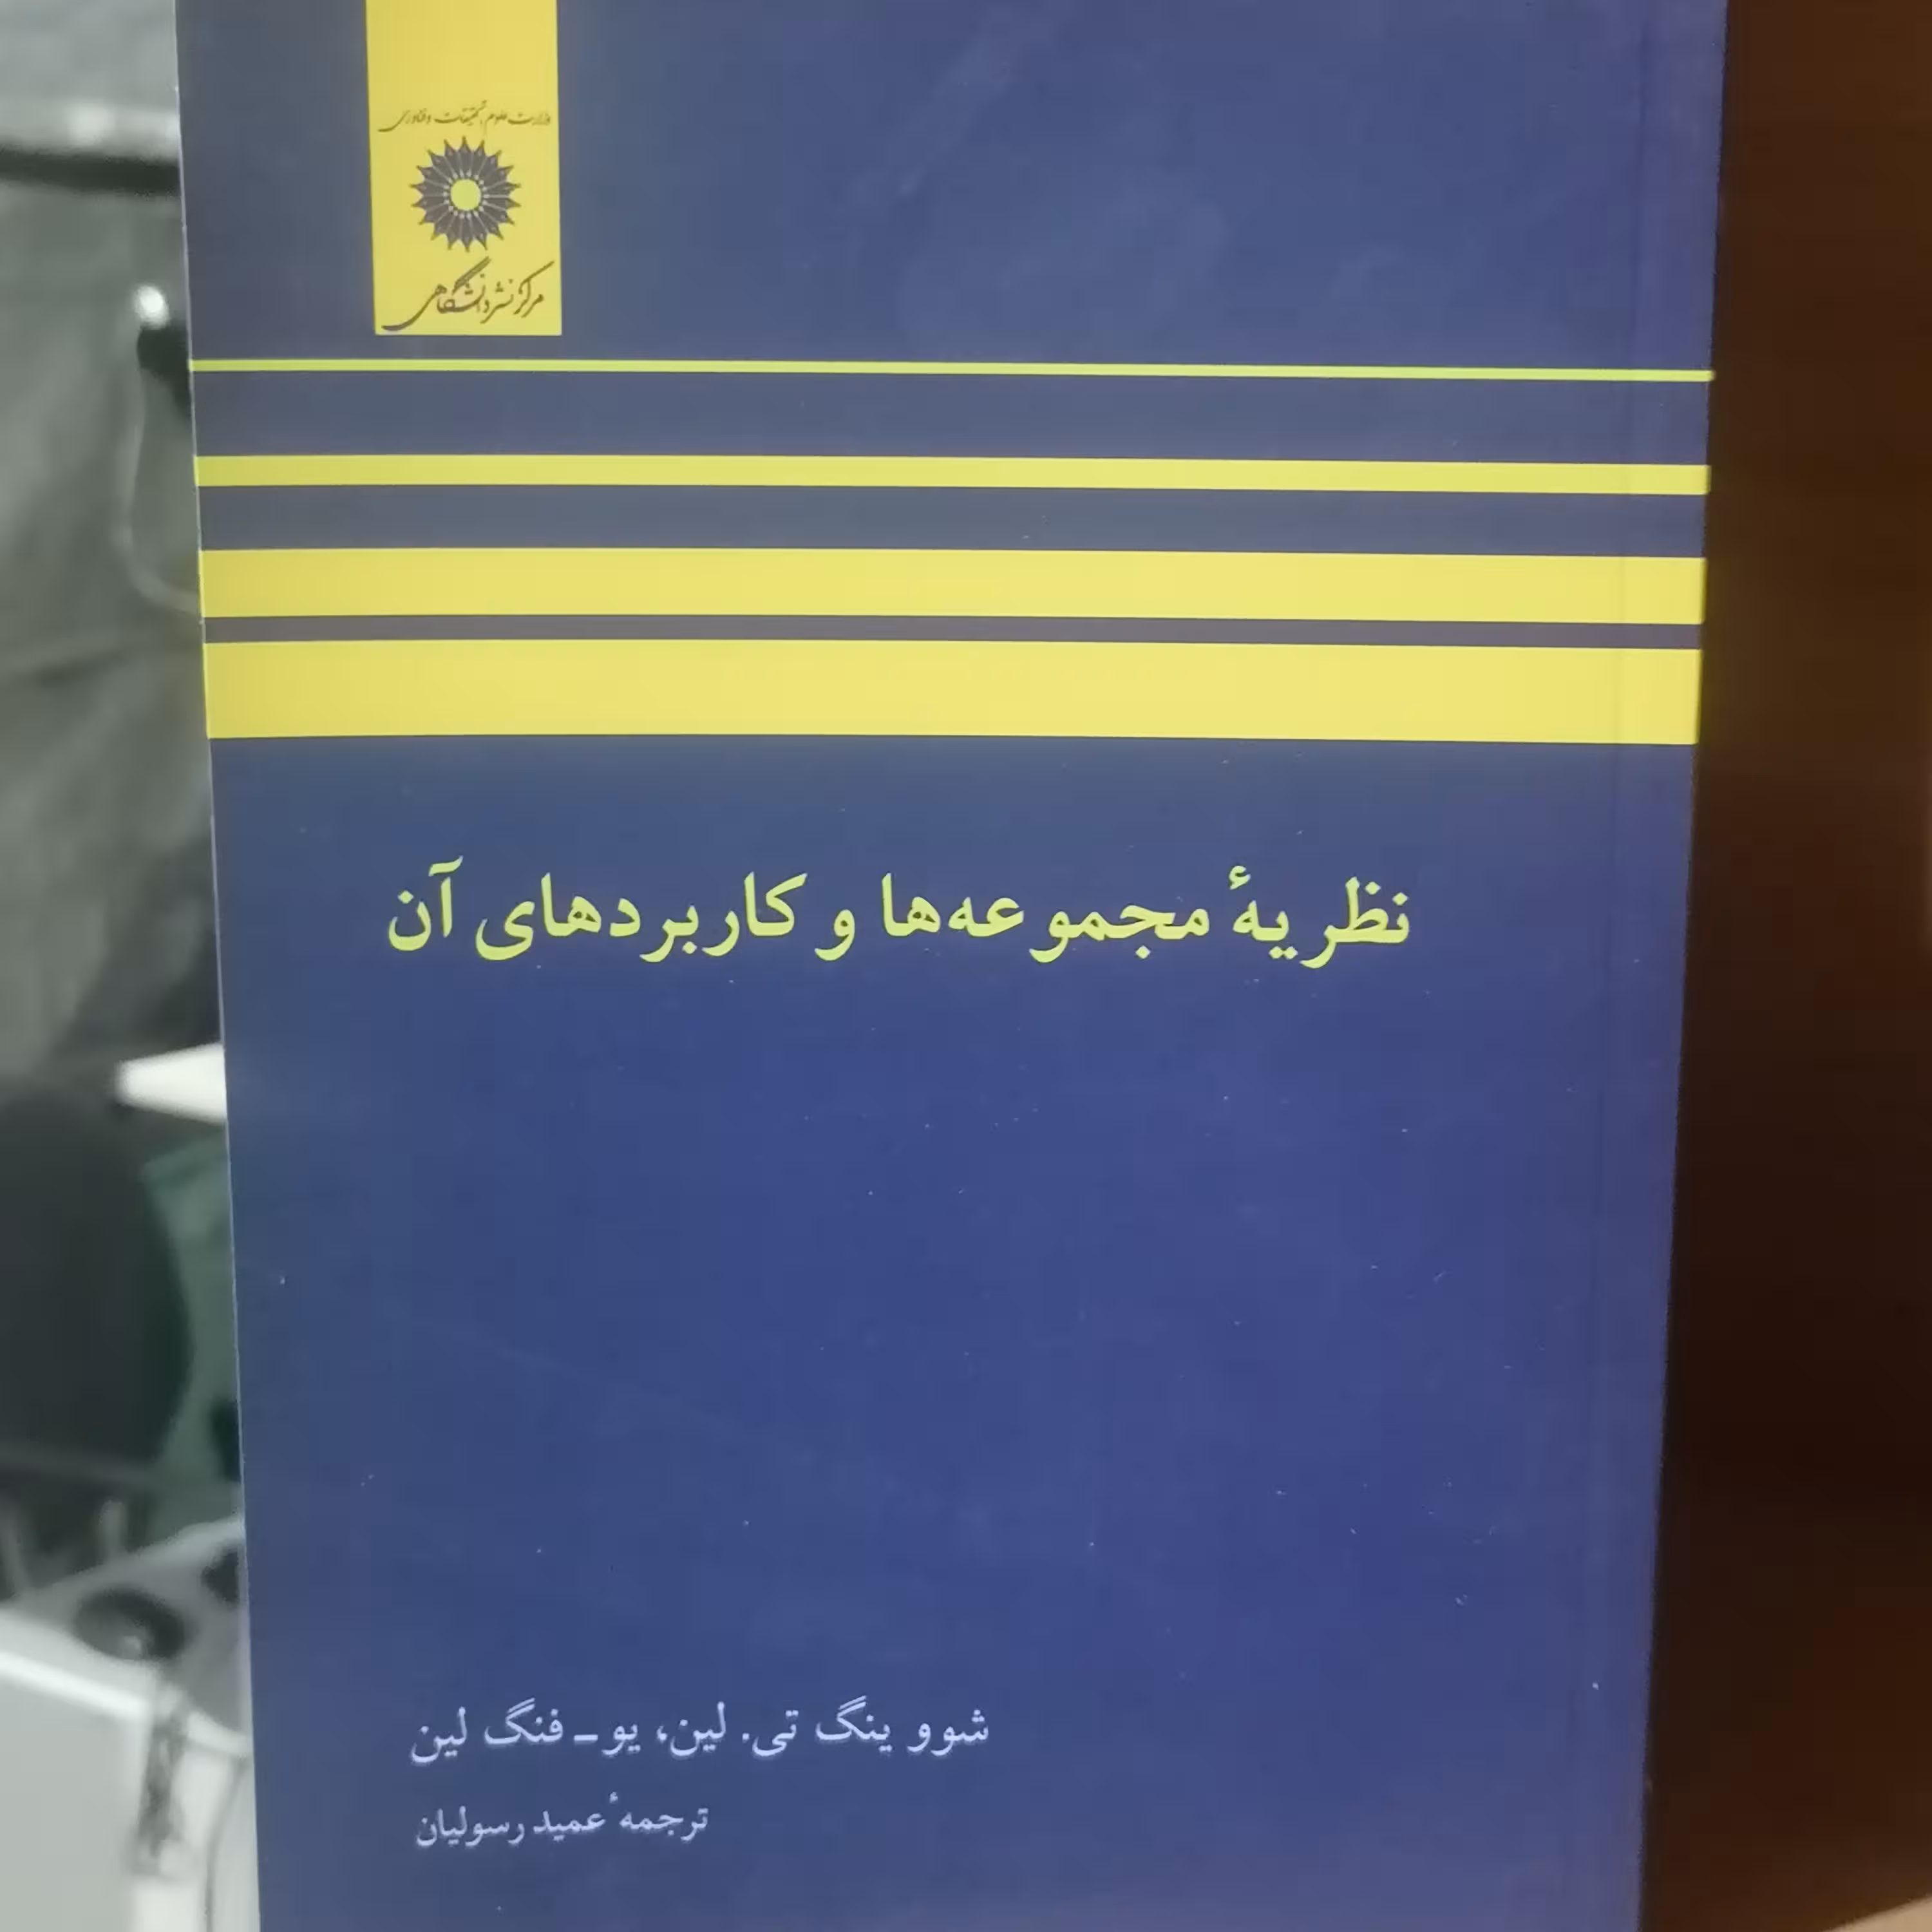 وزارت علوم، تحقیقات و فناوری
مرکز نشر دانشگاهی
نظریهٔ مجموعه‌ها و کاربردهای آن
شوو ینگ تی. لین، یو ـ فنگ لین
ترجمهٔ عمید رسولیان